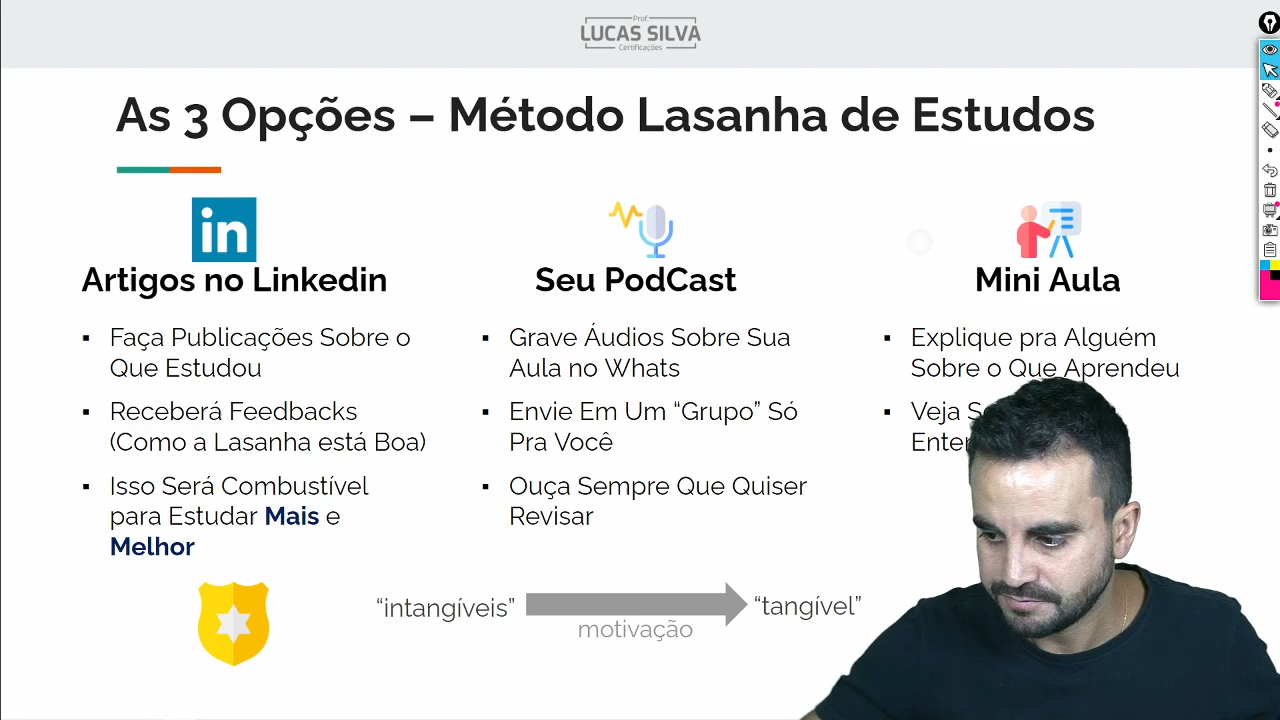 Prof.
LUCAS SILVA
Certificações
As 3 Opções – Método Lasanha de Estudos
in
Artigos no Linkedin
▪ Faça Publicações Sobre o
Que Estudou
▪ Receberá Feedbacks
(Como a Lasanha está Boa)
▪ Isso Será Combustível
para Estudar Mais e
Melhor
Seu PodCast
▪ Grave Áudios Sobre Sua
Aula no Whats
▪ Envie Em Um “Grupo” Só
Pra Você
▪ Ouça Sempre Que Quiser
Revisar
Mini Aula
▪ Explique pra Alguém
Sobre o Que Aprendeu
▪ Veja
“intangíveis”
motivação
“tangível”